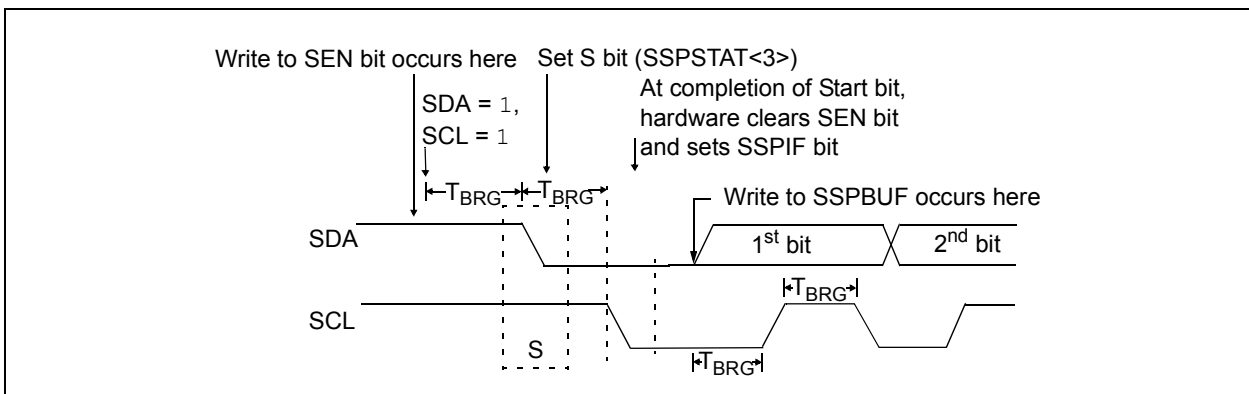 Write to SEN bit occurs here
Set S bit (SSPSTAT<3>)
SDA = 1,
SCL = 1
At completion of Start bit,
hardware clears SEN bit
and sets SSPIF bit
TBRG
TBRG
Write to SSPBUF occurs here
SDA
1st bit
2nd bit
TBRG
SCL
S
TBRG